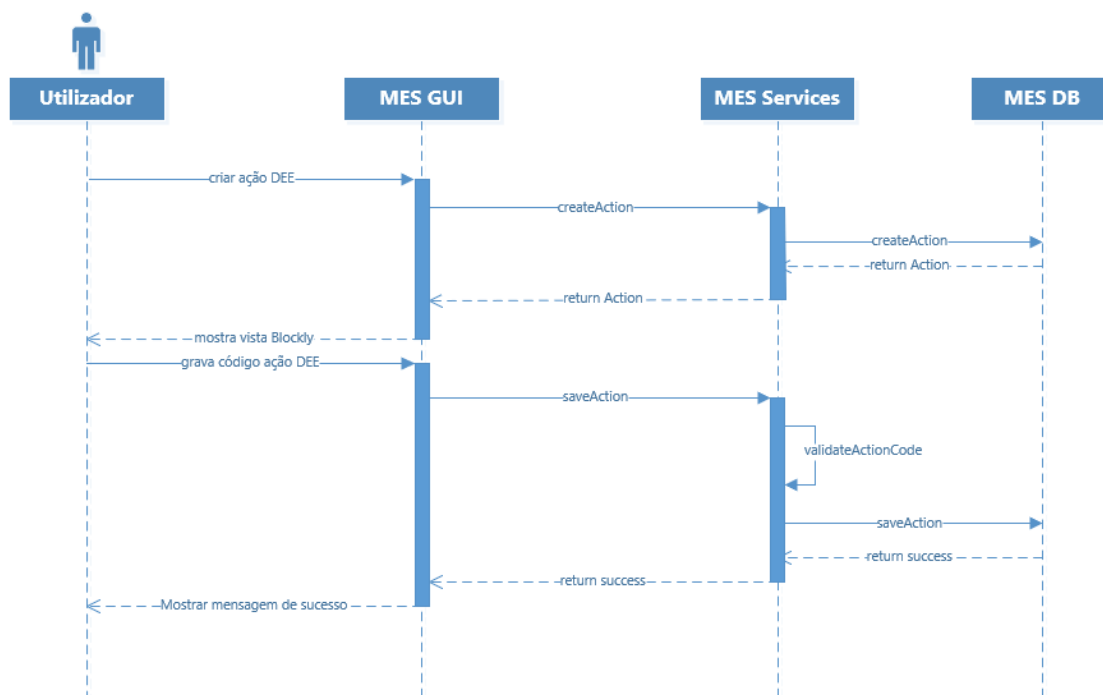 Utilizador
MES GUI
MES Services
MES DB
criar ação DEE
createAction
createAction
return Action
return Action
mostra vista Blockly
grava código ação DEE
saveAction
validateActionCode
saveAction
return success
return success
Mostrar mensagem de sucesso